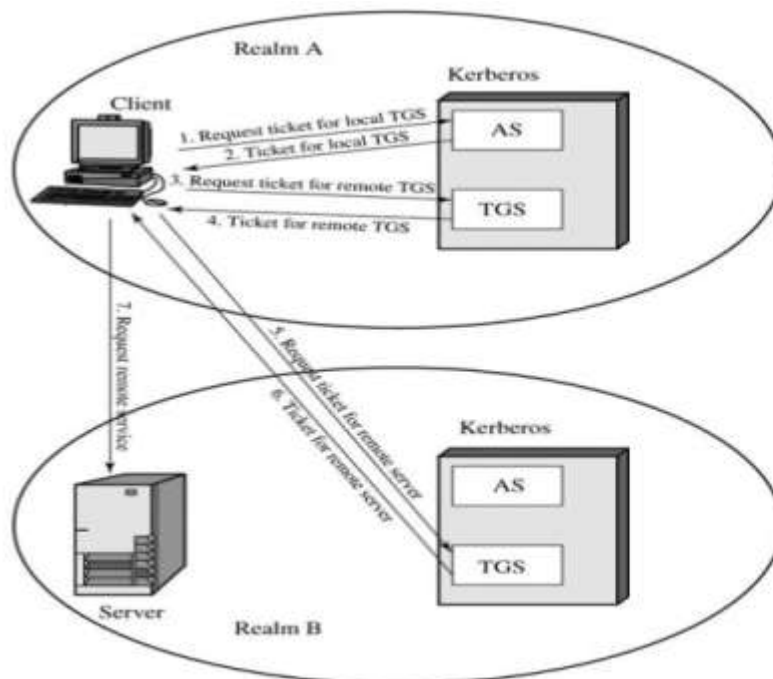 Realm A
Kerberos
Client
1. Request ticket for local TGS
AS
2. Ticket for local TGS
3. Request ticket for remote TGS
TGS
4. Ticket for remote TGS
7. Request remote service
5. Request ticket for remote server
6. Ticket for remote server
Kerberos
AS
TGS
Server
Realm B